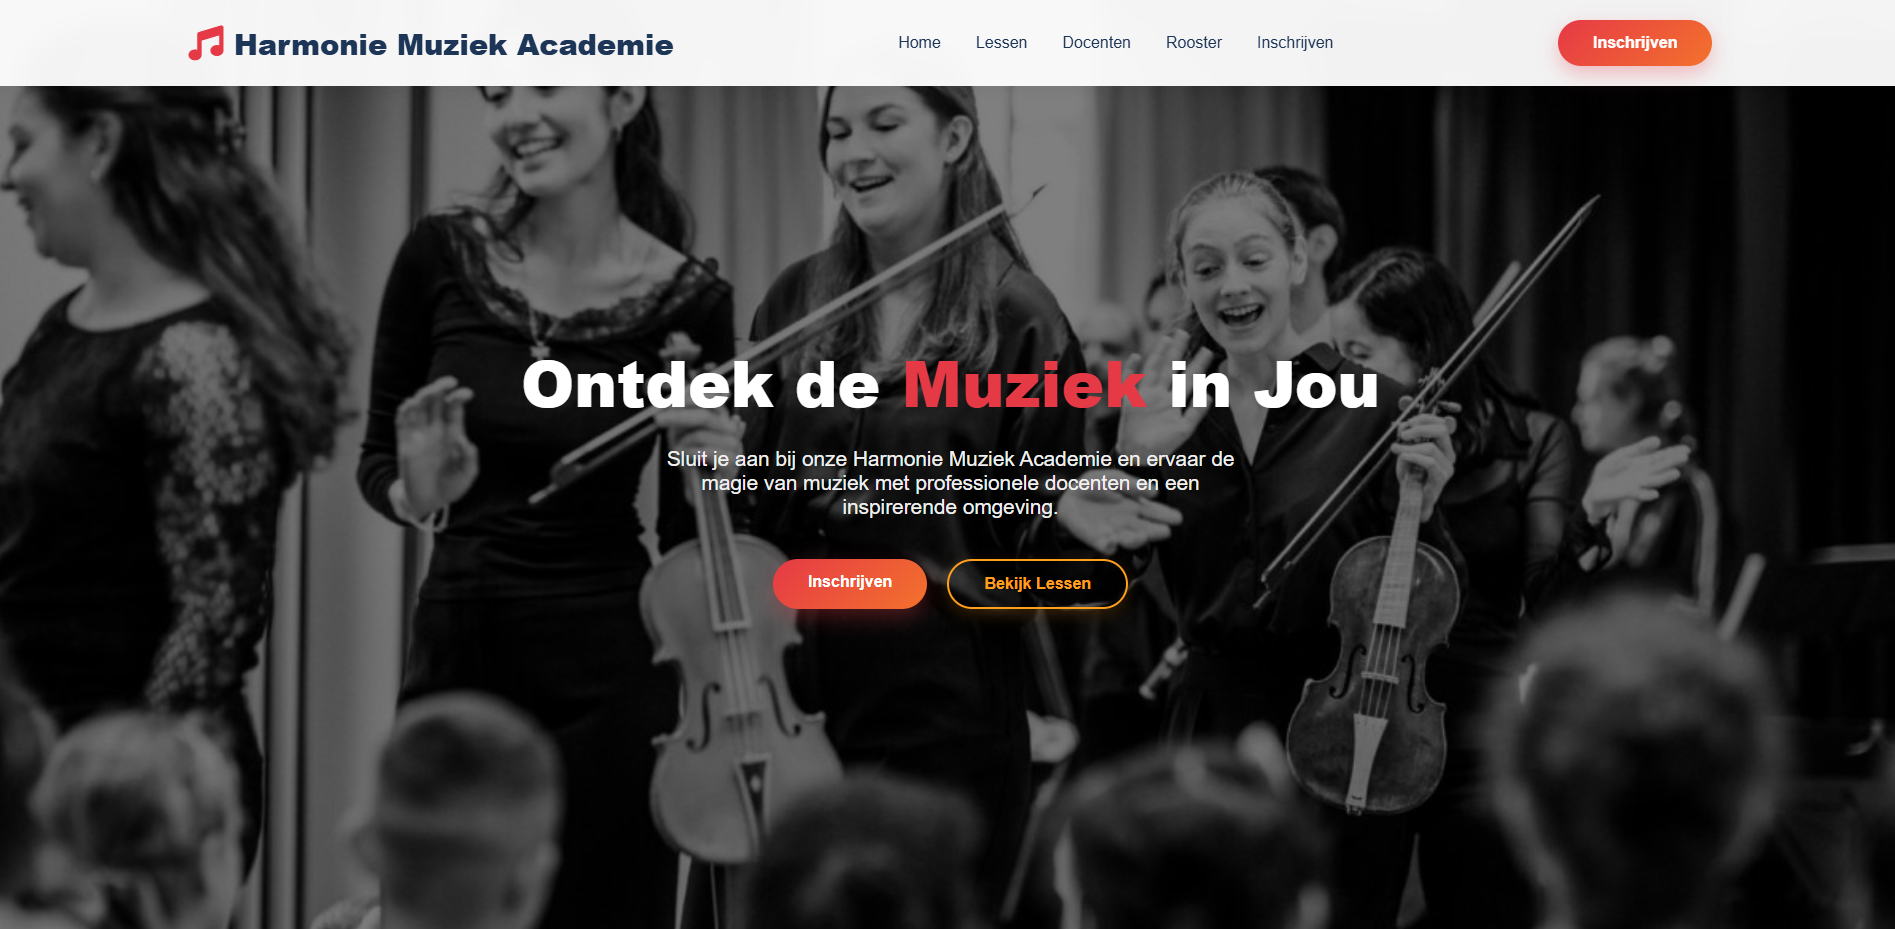 Harmonie Muziek Academie
Home
Lessen
Docenten
Rooster
Inschrijven
Inschrijven
Ontdek de Muziek in Jou
Sluit je aan bij onze Harmonie Muziek Academie en ervaar de
magie van muziek met professionele docenten en een
inspirerende omgeving.
Inschrijven
Bekijk Lessen